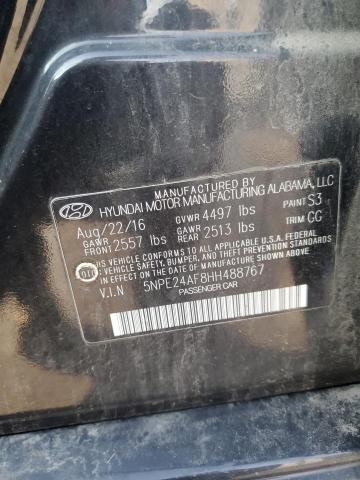 MANUFACTURED BY
HYUNDAI MOTOR MANUFACTURING ALABAMA, LLC
Aug/22/16 GVWR 4497 lbs PAINT S3
GAWR FRONT 2557 lbs GAWR REAR 2513 lbs TRIM CG
THIS VEHICLE CONFORMS TO ALL APPLICABLE U.S.A. FEDERAL
MOTOR VEHICLE SAFETY, BUMPER, AND THEFT PREVENTION STANDARDS
IN EFFECT ON THE DATE OF MANUFACTURE SHOWN ABOVE.
V.I.N 5NPE24AF8HH488767
PASSENGER CAR